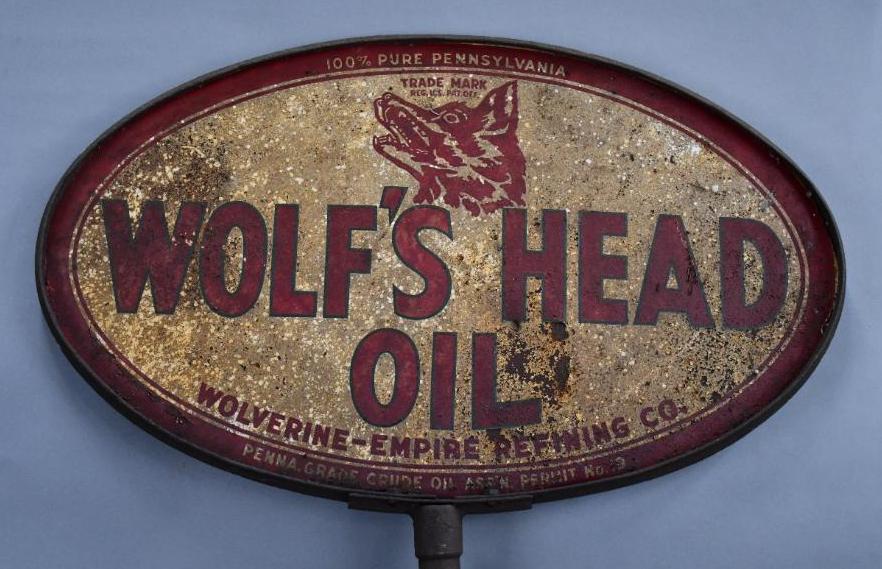 100% PURE PENNSYLVANIA
TRADE MARK
REG. U.S. PAT. OFF.
WOLF'S HEAD
OIL
WOLVERINE-EMPIRE REFINING CO.
PENNA. GRADE CRUDE OIL ASS'N. PERMIT No.